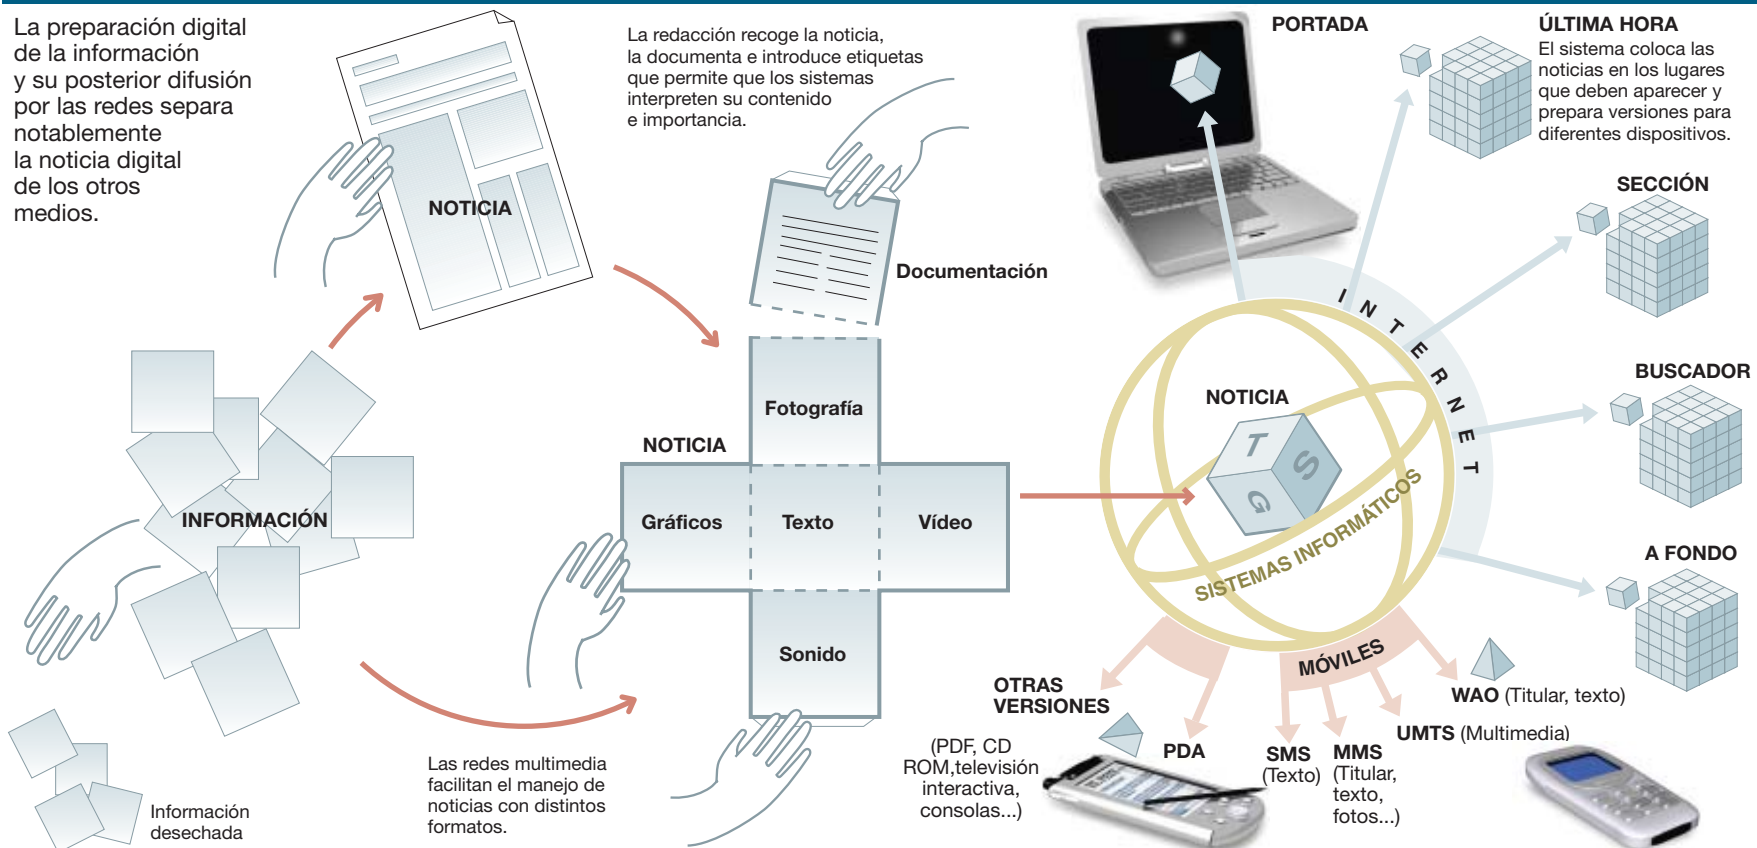 La preparación digital
de la información
y su posterior difusión
por las redes separa
notablemente
la noticia digital
de los otros
medios.
NOTICIA
La redacción recoge la noticia,
la documenta e introduce etiquetas
que permite que los sistemas
interpreten su contenido
e importancia.
Documentación
INFORMACIÓN
Información
desechada
NOTICIA
Fotografía
Gráficos
Texto
Vídeo
Sonido
Las redes multimedia
facilitan el manejo de
noticias con distintos
formatos.
PORTADA
ÚLTIMA HORA
El sistema coloca las
noticias en los lugares
que deben aparecer y
prepara versiones para
diferentes dispositivos.
SECCIÓN
BUSCADOR
A FONDO
INTERNET
NOTICIA
T
S
G
SISTEMAS INFORMÁTICOS
MÓVILES
OTRAS
VERSIONES
(PDF, CD
ROM,televisión
interactiva,
consolas...)
PDA
SMS
(Texto)
MMS
(Titular,
texto,
fotos...)
UMTS (Multimedia)
WAO (Titular, texto)